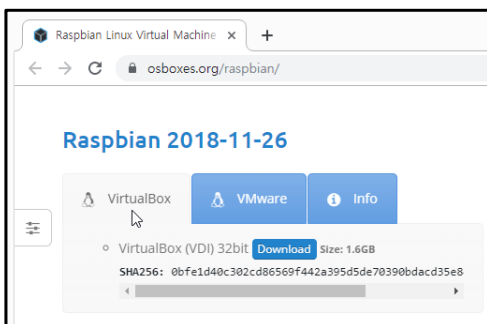 Raspbian Linux Virtual Machine
osboxes.org/raspbian/
Raspbian 2018-11-26
VirtualBox
VMware
Info
VirtualBox (VDI) 32bit Download Size: 1.6GB
SHA256: 0bfe1d40c302cd86569f442a395d5de70390bdacd35e8